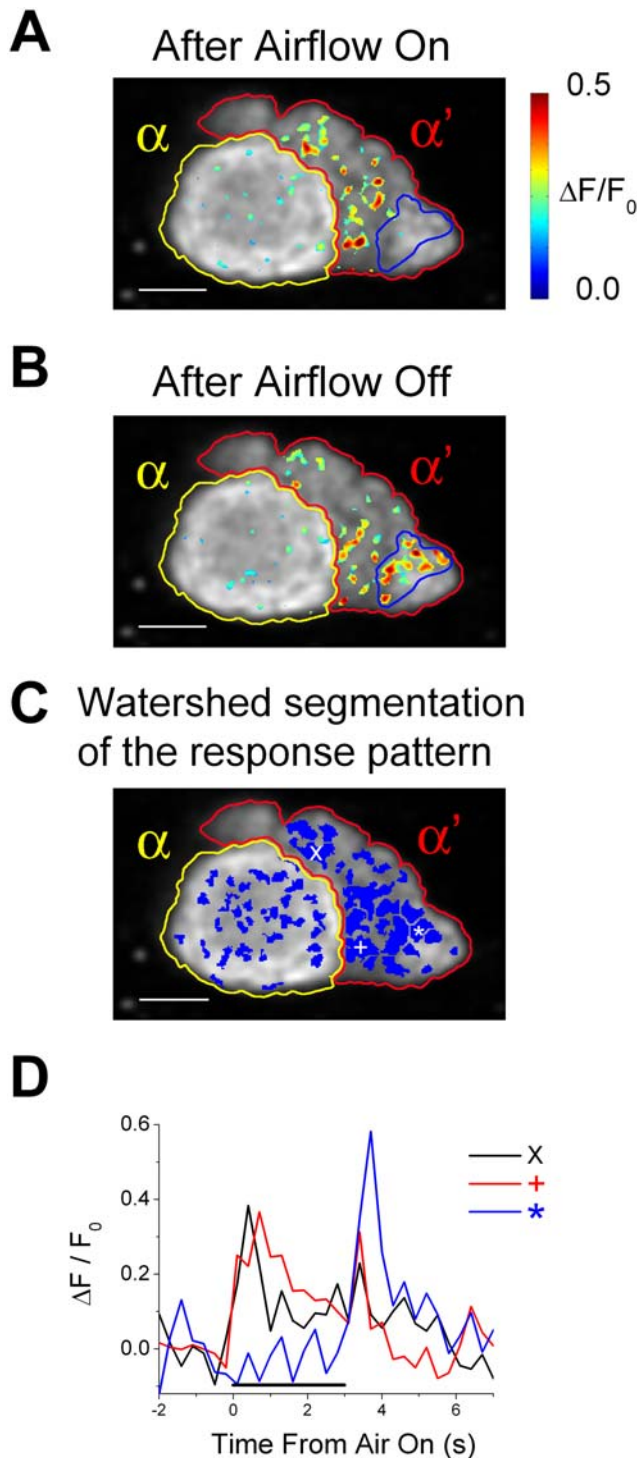 A
After Airflow On
α
α’
0.5
ΔF/F0
0.0
B
After Airflow Off
α
α’
C
Watershed segmentation
of the response pattern
α
α’
X
+
*
D
0.6
0.4
0.2
0.0
ΔF / F0
-2
0
2
4
6
Time From Air On (s)
X
+
*